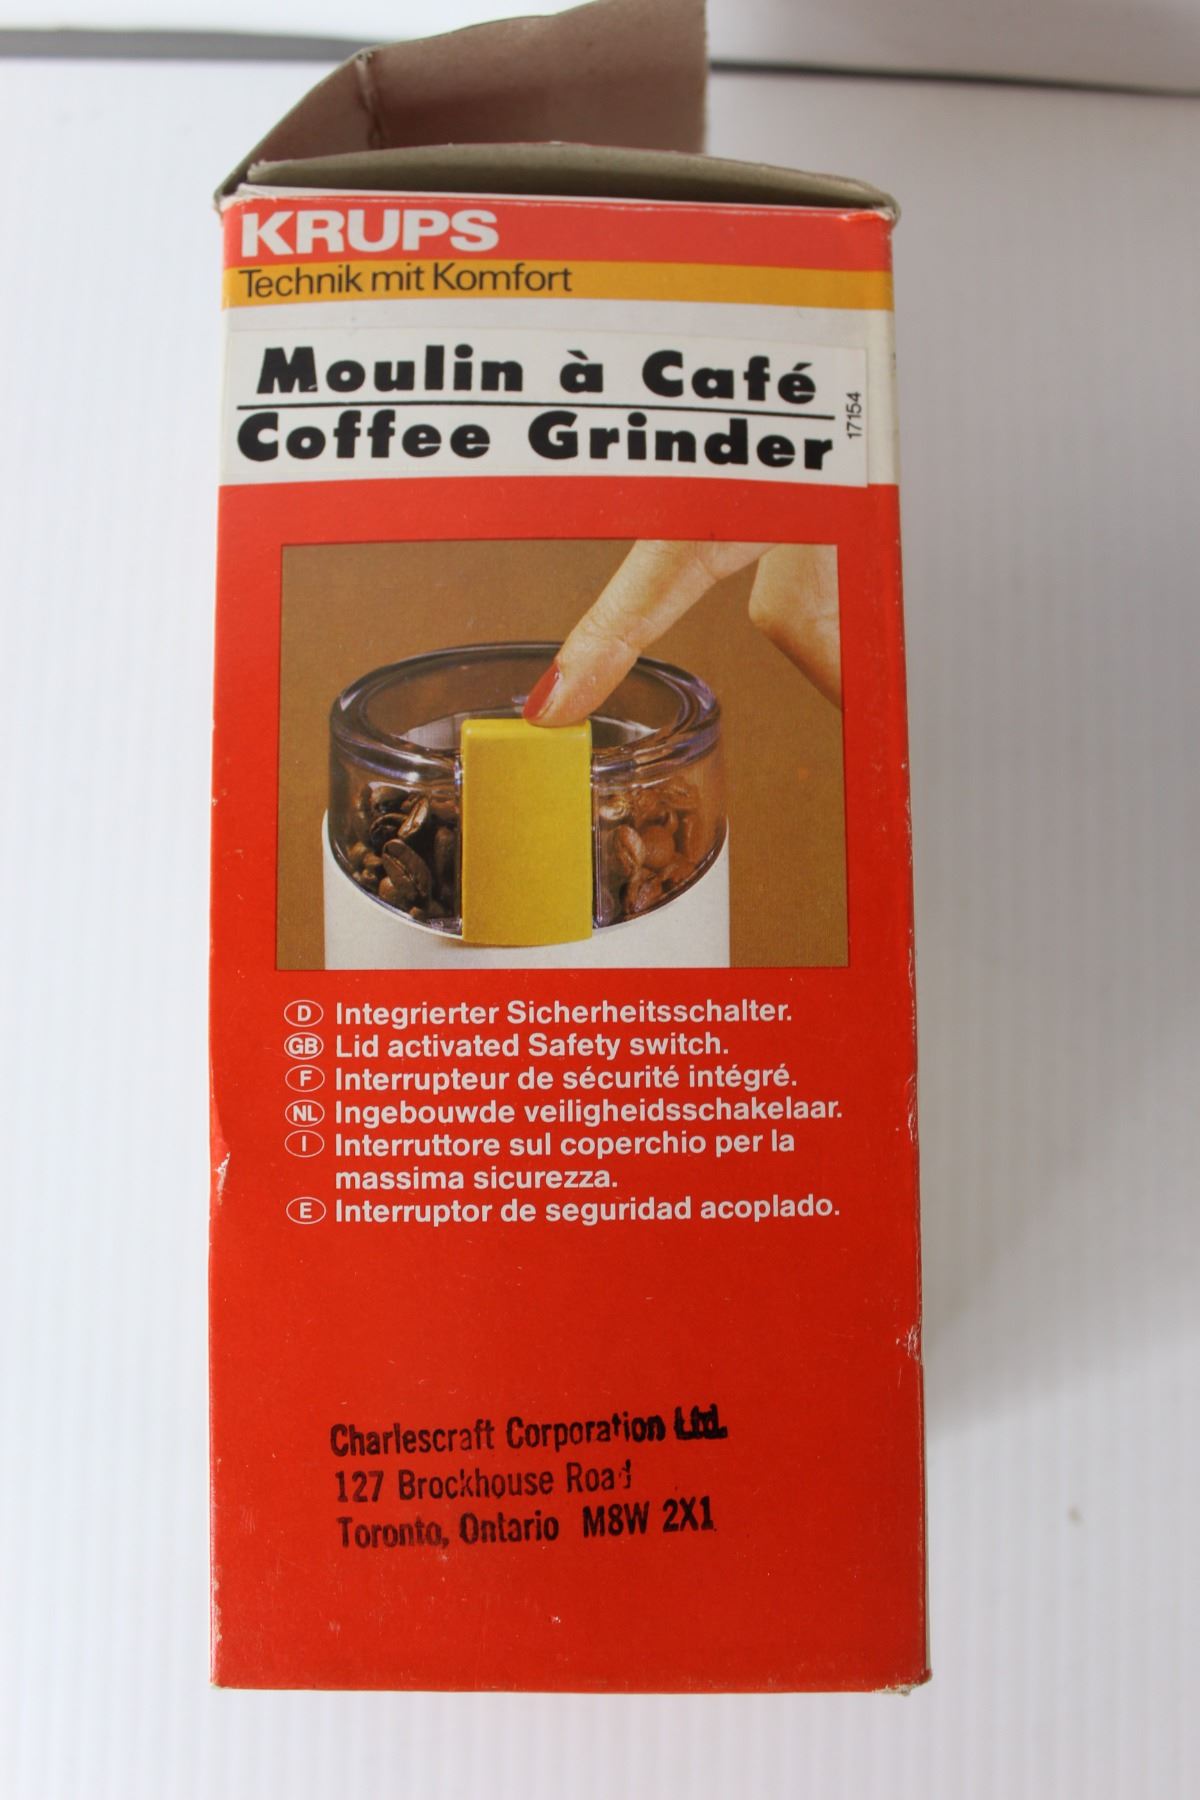 KRUPS
Technik mit Komfort
Moulin à Café
Coffee Grinder
17154
D Integrierter Sicherheitsschalter.
GB Lid activated Safety switch.
F Interrupteur de sécurité intégré.
NL Ingebouwde veiligheidsschakelaar.
I Interruttore sul coperchio per la
massima sicurezza.
E Interruptor de seguridad acoplado.
Charlescraft Corporation Ltd.
127 Brockhouse Road
Toronto, Ontario M8W 2X1